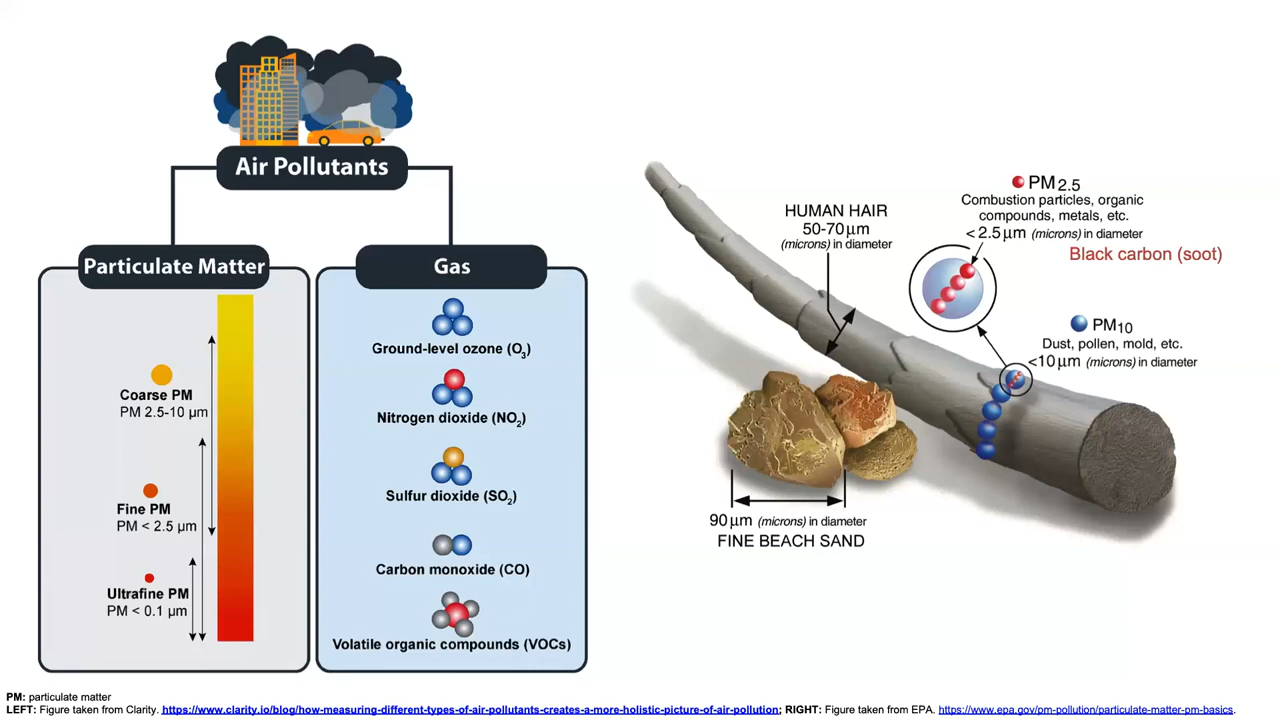 Air Pollutants
Particulate Matter
Coarse PM
PM 2.5-10 µm
Fine PM
PM < 2.5 µm
Ultrafine PM
PM < 0.1 µm
Gas
Ground-level ozone (O3)
Nitrogen dioxide (NO2)
Sulfur dioxide (SO2)
Carbon monoxide (CO)
Volatile organic compounds (VOCs)
HUMAN HAIR
50-70µm
(microns) in diameter
PM2.5
Combustion particles, organic
compounds, metals, etc.
< 2.5µm (microns) in diameter
Black carbon (soot)
PM10
Dust, pollen, mold, etc.
<10µm (microns) in diameter
90µm (microns) in diameter
FINE BEACH SAND
PM: particulate matter
LEFT: Figure taken from Clarity. https://www.clarity.io/blog/how-measuring-different-types-of-air-pollutants-creates-a-more-holistic-picture-of-air-pollution; RIGHT: Figure taken from EPA. https://www.epa.gov/pm-pollution/particulate-matter-pm-basics.